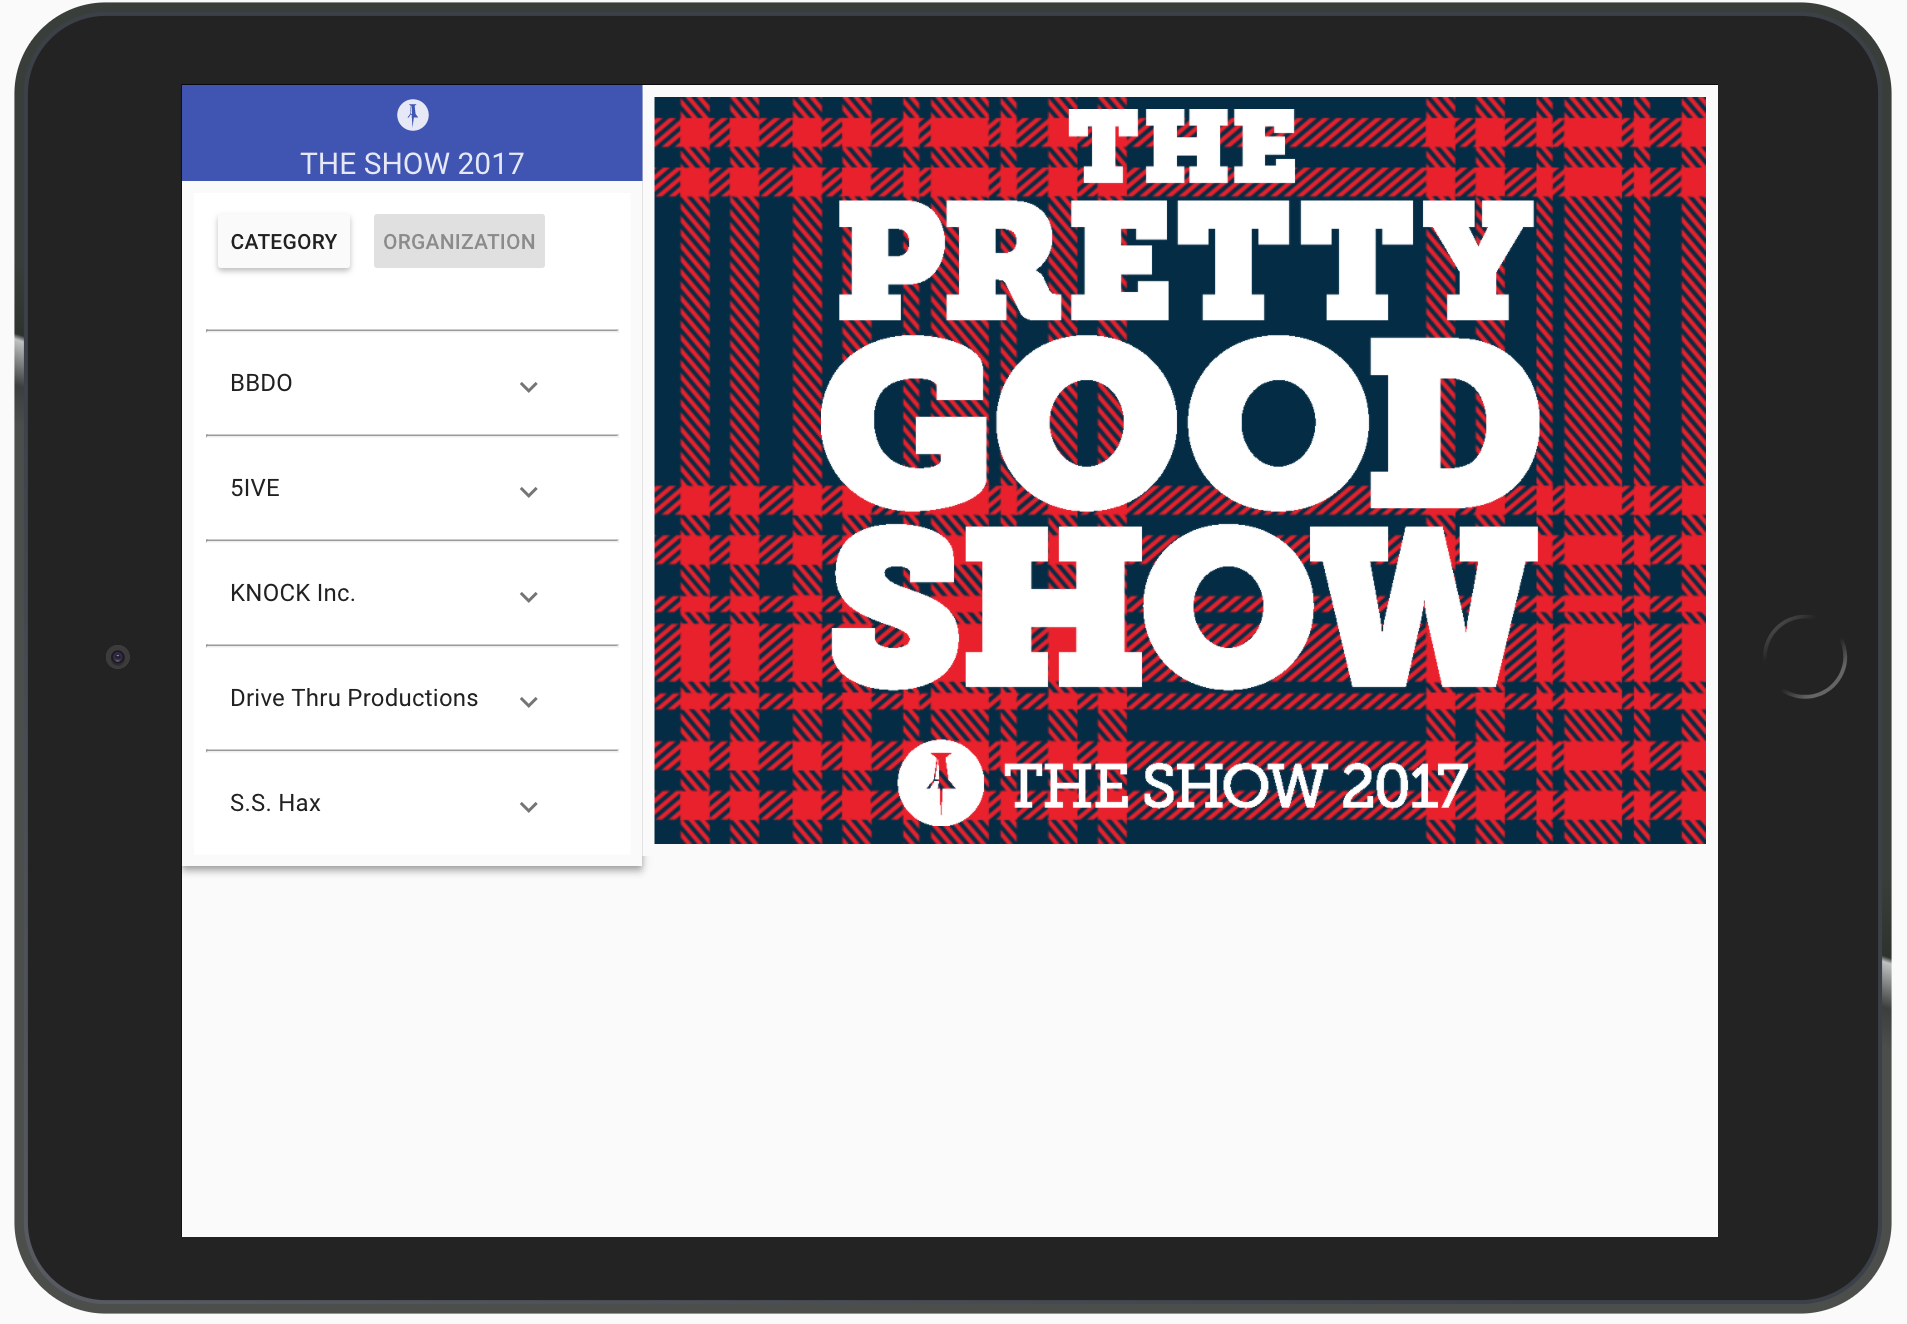 THE SHOW 2017
CATEGORY
ORGANIZATION
BBDO
5IVE
KNOCK Inc.
Drive Thru Productions
S.S. Hax
THE
PRETTY
GOOD
SHOW
THE SHOW 2017